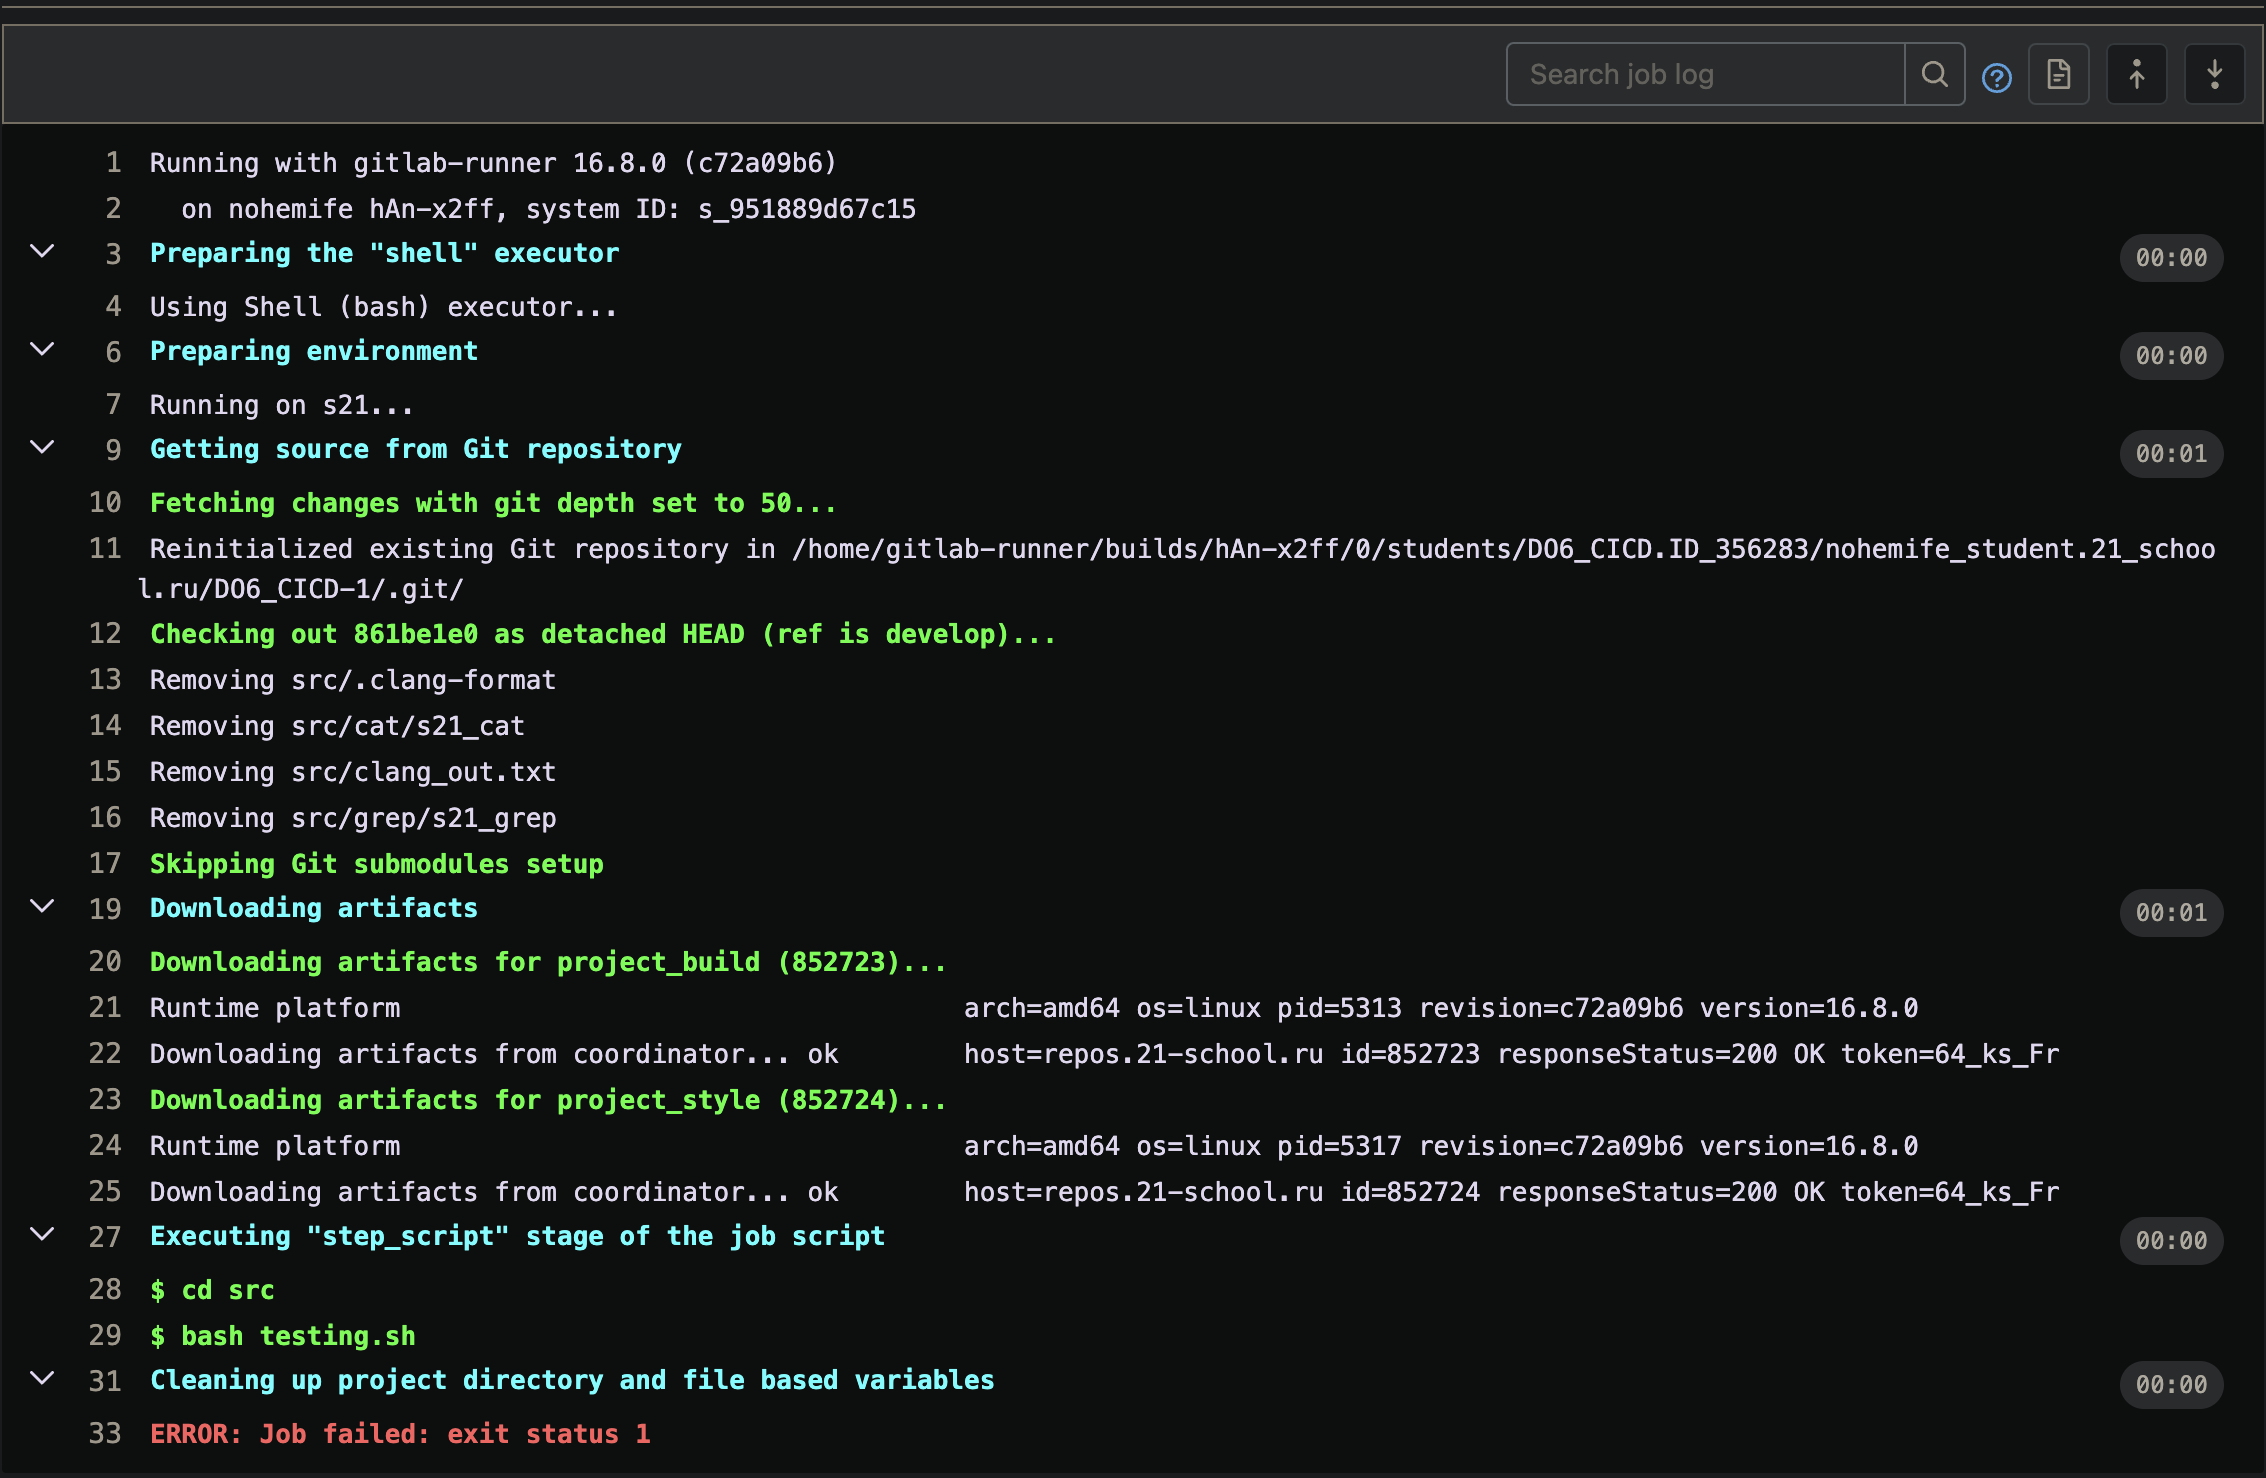 Search job log
1 Running with gitlab-runner 16.8.0 (c72a09b6)
2 on nohemife hAn-x2ff, system ID: s_951889d67c15
3 Preparing the "shell" executor 00:00
4 Using Shell (bash) executor...
6 Preparing environment 00:00
7 Running on s21...
9 Getting source from Git repository 00:01
10 Fetching changes with git depth set to 50...
11 Reinitialized existing Git repository in /home/gitlab-runner/builds/hAn-x2ff/0/students/DO6_CICD.ID_356283/nohemife_student.21_schoo
l.ru/DO6_CICD-1/.git/
12 Checking out 861be1e0 as detached HEAD (ref is develop)...
13 Removing src/.clang-format
14 Removing src/cat/s21_cat
15 Removing src/clang_out.txt
16 Removing src/grep/s21_grep
17 Skipping Git submodules setup
19 Downloading artifacts 00:01
20 Downloading artifacts for project_build (852723)...
21 Runtime platform arch=amd64 os=linux pid=5313 revision=c72a09b6 version=16.8.0
22 Downloading artifacts from coordinator... ok host=repos.21-school.ru id=852723 responseStatus=200 OK token=64_ks_Fr
23 Downloading artifacts for project_style (852724)...
24 Runtime platform arch=amd64 os=linux pid=5317 revision=c72a09b6 version=16.8.0
25 Downloading artifacts from coordinator... ok host=repos.21-school.ru id=852724 responseStatus=200 OK token=64_ks_Fr
27 Executing "step_script" stage of the job script 00:00
28 $ cd src
29 $ bash testing.sh
31 Cleaning up project directory and file based variables 00:00
33 ERROR: Job failed: exit status 1